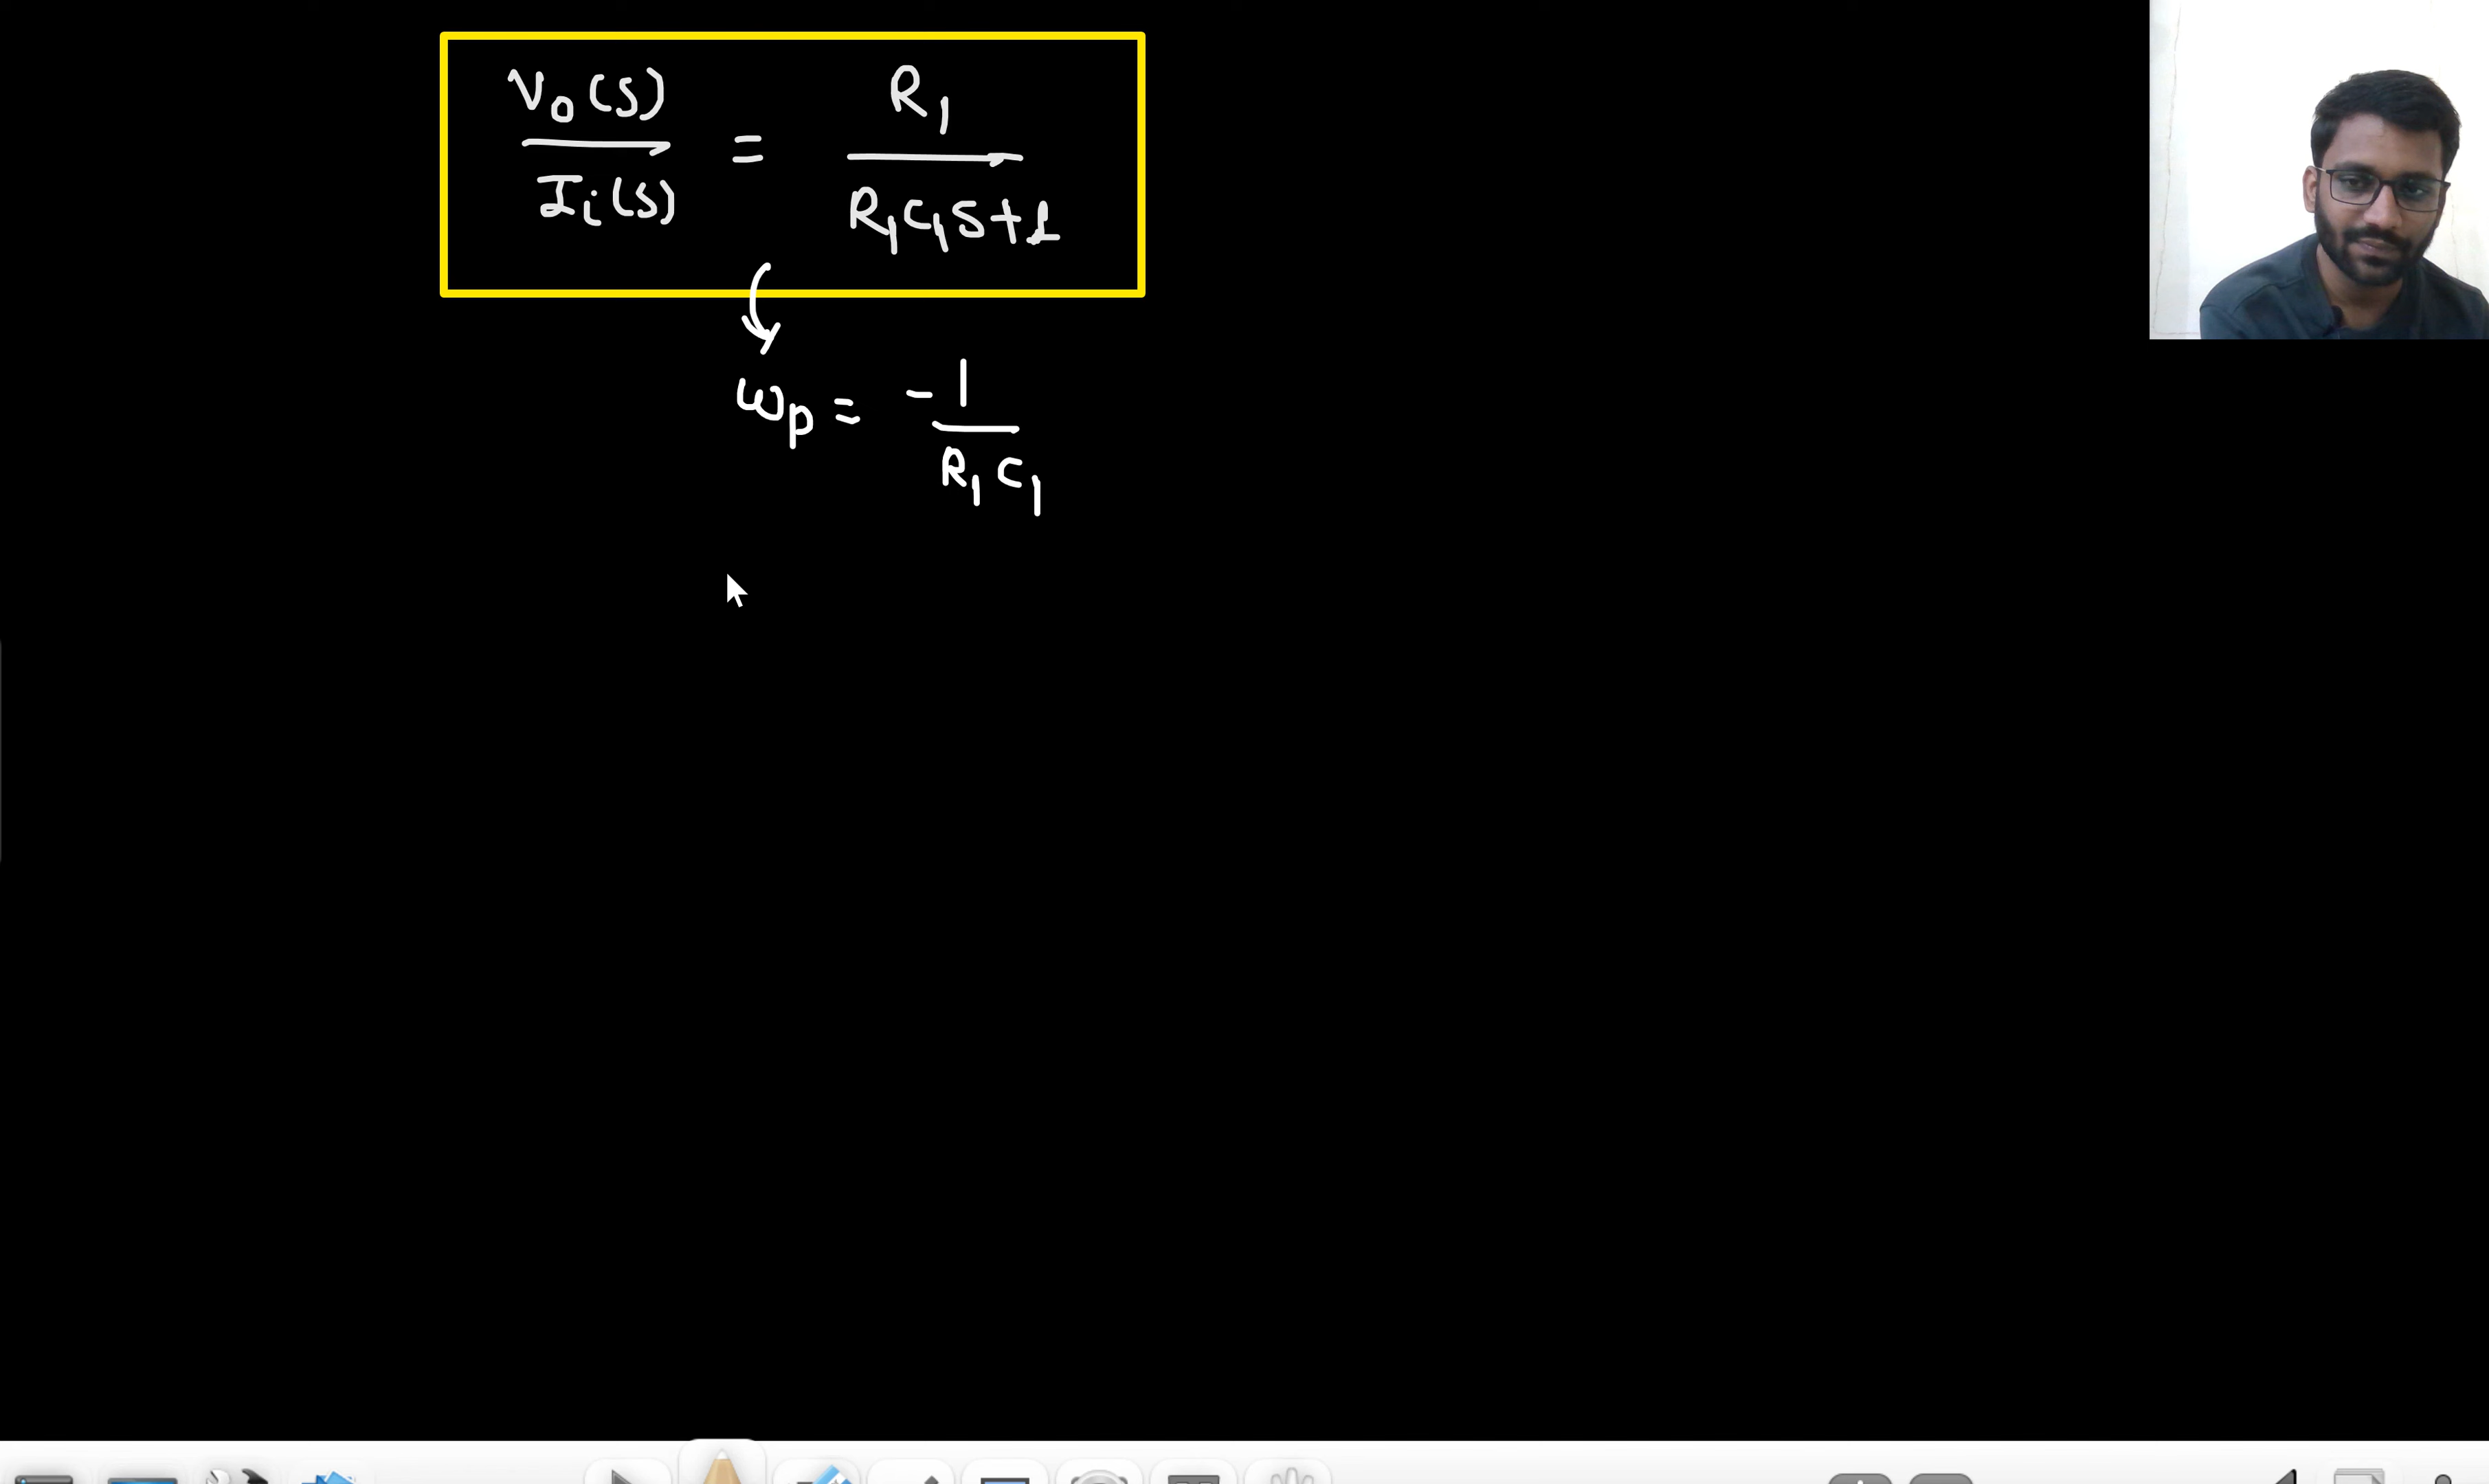 V₀(s) / Iᵢ(s) = R₁ / R₁C₁s+1
ωₚ = -1 / R₁C₁